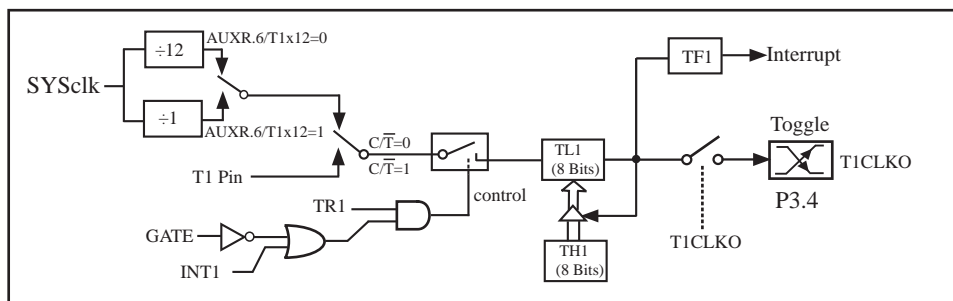 ÷12
AUXR.6/T1x12=0
SYSclk
÷1
AUXR.6/T1x12=1
T1 Pin
C/T̅=0
C/T̅=1
TR1
control
GATE
INT1
TL1
(8 Bits)
TH1
(8 Bits)
TF1
Interrupt
Toggle
T1CLKO
P3.4
T1CLKO